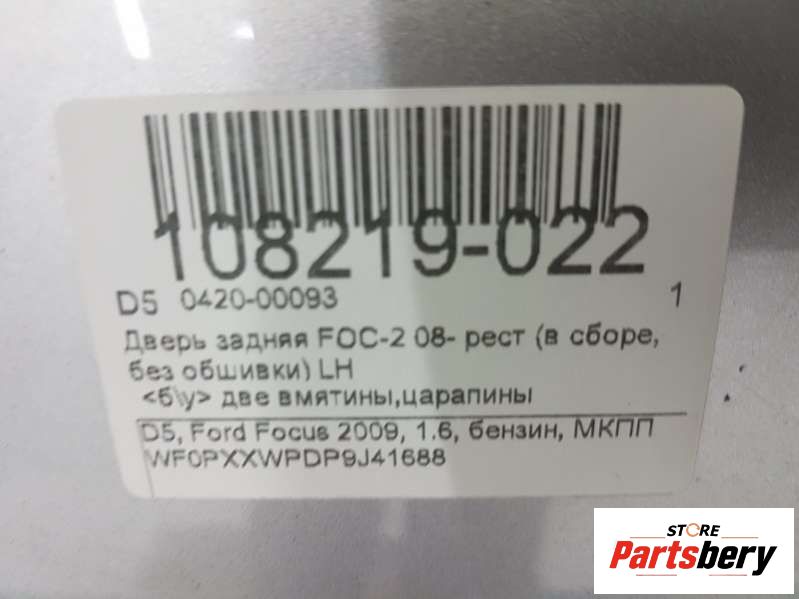 108219-022
D5 0420-00093 1
Дверь задняя FOC-2 08- рест (в сборе,
без обшивки) LH
<б\у> две вмятины,царапины
D5, Ford Focus 2009, 1.6, бензин, МКПП
WF0PXXWPDP9J41688
STORE
Partsbery